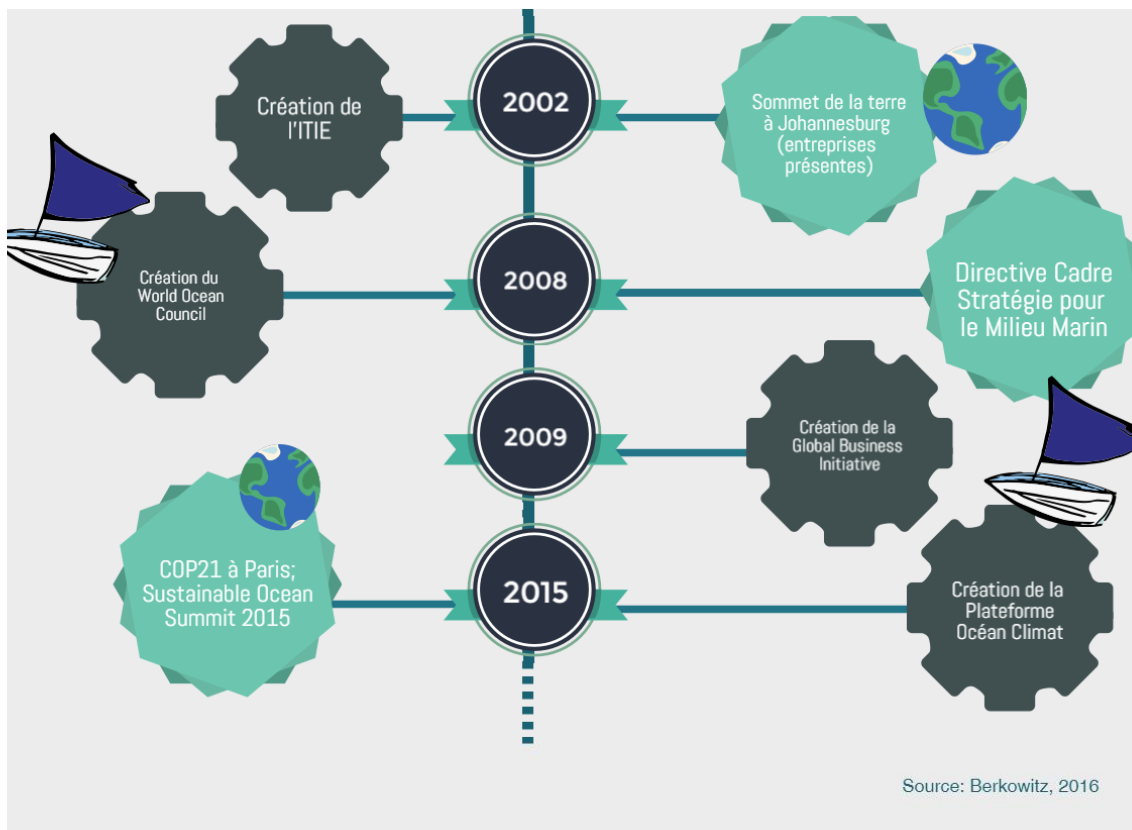 Création de
l'ITIE
2002
Sommet de la terre
à Johannesburg
(entreprises
présentes)
Création du
World Ocean
Council
2008
Directive Cadre
Stratégie pour
le Milieu Marin
2009
Création de la
Global Business
Initiative
COP21 à Paris;
Sustainable Ocean
Summit 2015
2015
Création de la
Plateforme
Océan Climat
Source: Berkowitz, 2016